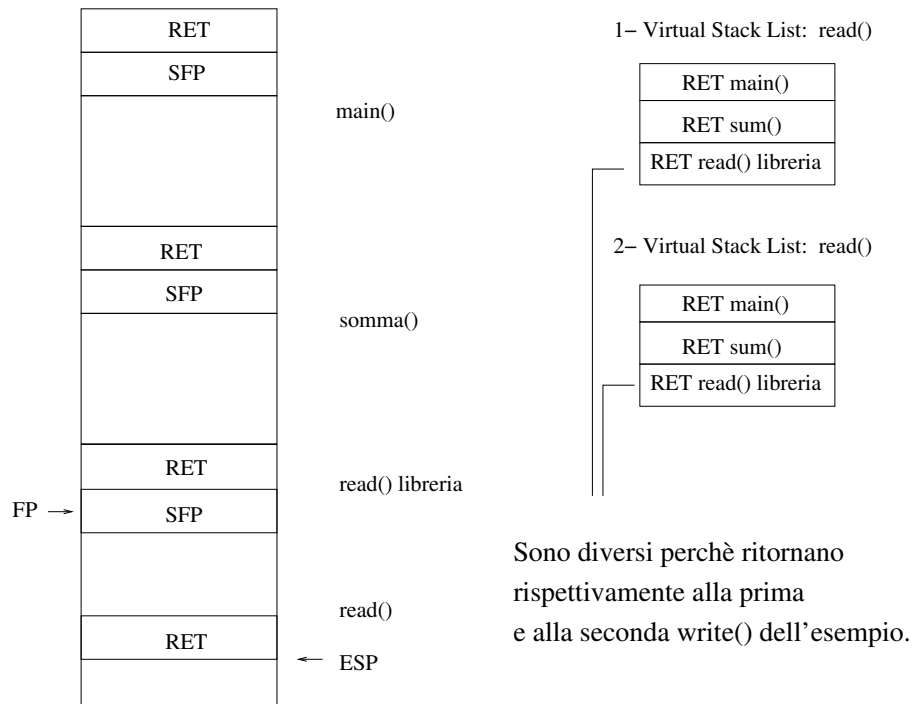 RET
SFP
main()
RET
SFP
somma()
RET
read() libreria
FP
SFP
read()
RET
ESP
1– Virtual Stack List: read()
RET main()
RET sum()
RET read() libreria
2– Virtual Stack List: read()
RET main()
RET sum()
RET read() libreria
Sono diversi perchè ritornano
rispettivamente alla prima
e alla seconda write() dell'esempio.